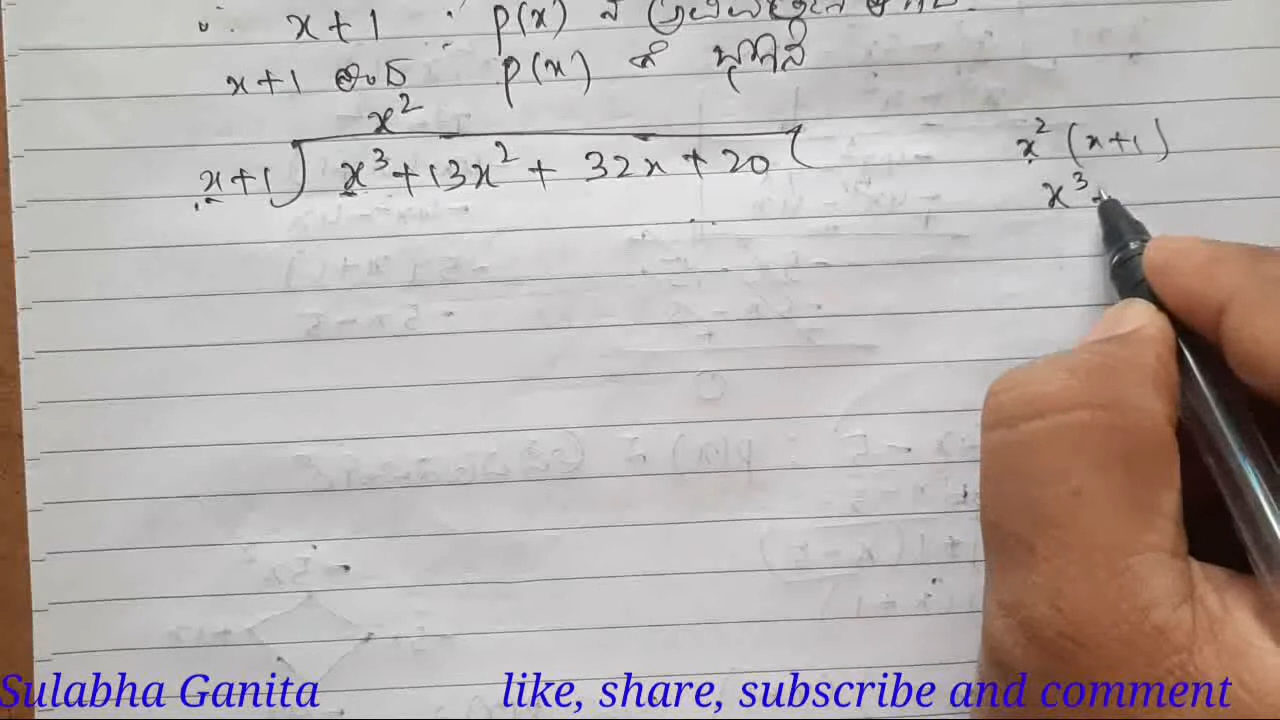 ∴ x + 1 : p(x) ನ
x+1 ಅಂದ p(x) ನ ಭಾಗಿಸಿ
x²
x+1) x³+13x² + 32x + 20 (
x² (x+1)
x³ +
Sulabha Ganita like, share, subscribe and comment